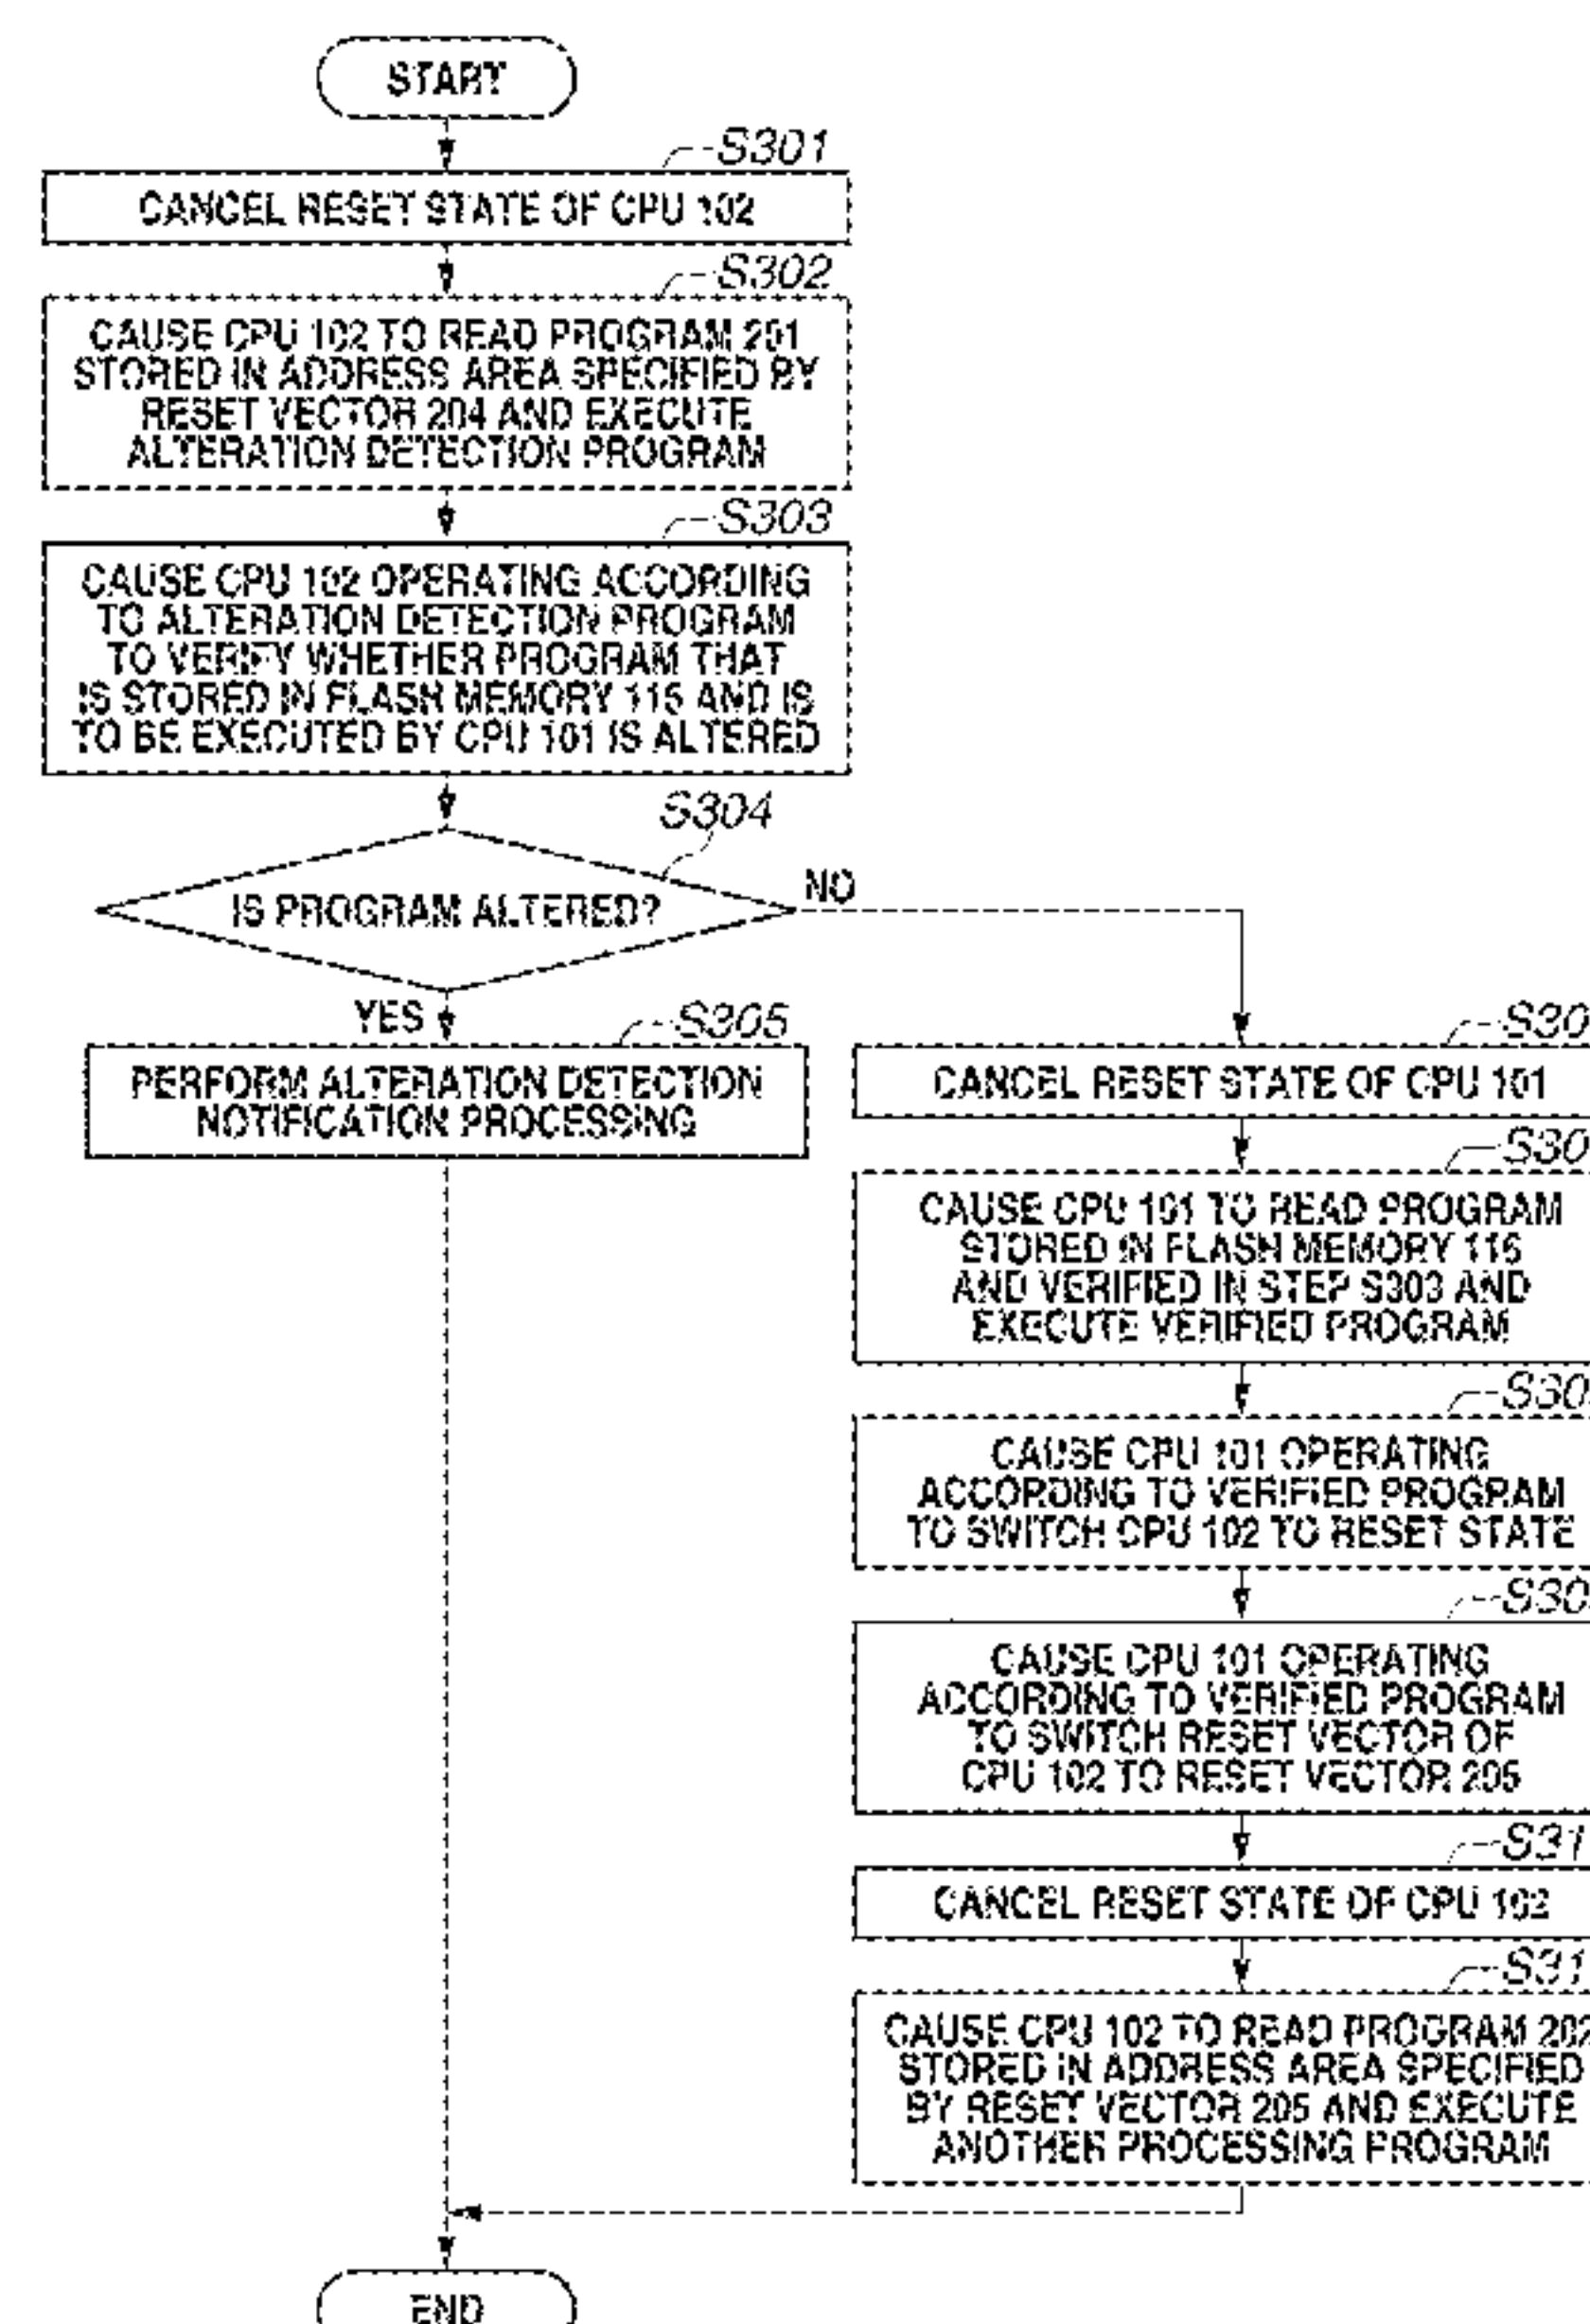 START
S301
CANCEL RESET STATE OF CPU 102
S302
CAUSE CPU 102 TO READ PROGRAM 201
STORED IN ADDRESS AREA SPECIFIED BY
RESET VECTOR 204 AND EXECUTE
ALTERATION DETECTION PROGRAM
S303
CAUSE CPU 102 OPERATING ACCORDING
TO ALTERATION DETECTION PROGRAM
TO VERIFY WHETHER PROGRAM THAT
IS STORED IN FLASH MEMORY 115 AND IS
TO BE EXECUTED BY CPU 101 IS ALTERED
S304
IS PROGRAM ALTERED?
NO
YES
S305
PERFORM ALTERATION DETECTION
NOTIFICATION PROCESSING
S30
CANCEL RESET STATE OF CPU 101
S30
CAUSE CPU 101 TO READ PROGRAM
STORED IN FLASH MEMORY 115
AND VERIFIED IN STEP S303 AND
EXECUTE VERIFIED PROGRAM
S30
CAUSE CPU 101 OPERATING
ACCORDING TO VERIFIED PROGRAM
TO SWITCH CPU 102 TO RESET STATE
S30
CAUSE CPU 101 OPERATING
ACCORDING TO VERIFIED PROGRAM
TO SWITCH RESET VECTOR OF
CPU 102 TO RESET VECTOR 205
S31
CANCEL RESET STATE OF CPU 102
S31
CAUSE CPU 102 TO READ PROGRAM 202
STORED IN ADDRESS AREA SPECIFIED
BY RESET VECTOR 205 AND EXECUTE
ANOTHER PROCESSING PROGRAM
END